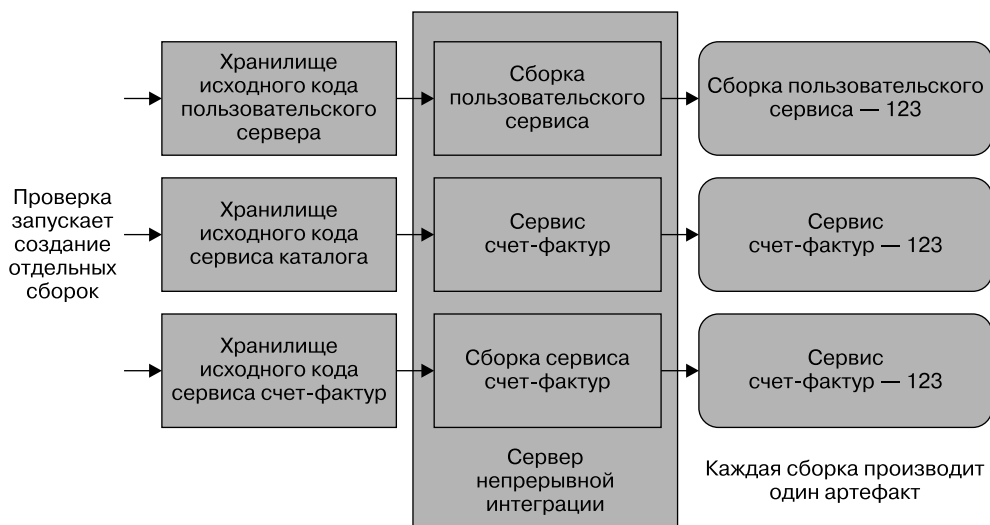 Проверка
запускает
создание
отдельных
сборок
Хранилище
исходного кода
пользовательского
сервера
Сборка
пользовательского
сервиса
Сборка пользовательского
сервиса — 123
Хранилище
исходного кода
сервиса каталога
Сервис
счет-фактур
Сервис
счет-фактур — 123
Хранилище
исходного кода
сервиса счет-фактур
Сборка сервиса
счет-фактур
Сервис
счет-фактур — 123
Сервер
непрерывной
интеграции
Каждая сборка производит
один артефакт